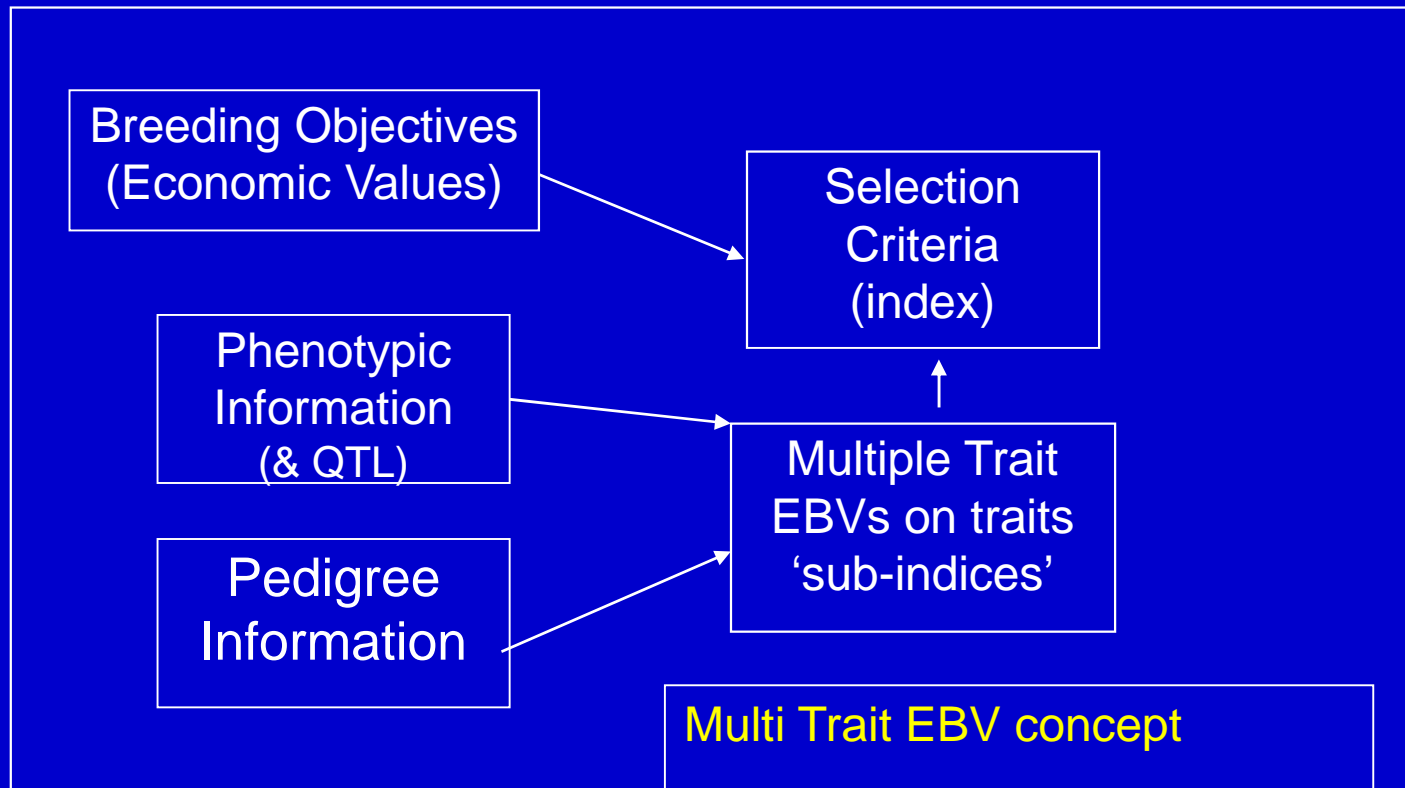 Breeding Objectives
(Economic Values)
Selection
Criteria
(index)
Phenotypic
Information
(& QTL)
Multiple Trait
EBVs on traits
‘sub-indices’
Pedigree
Information
Multi Trait EBV concept